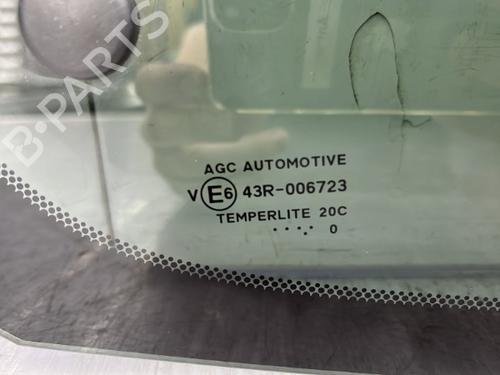 B-PARTS
AGC AUTOMOTIVE
V E6 43R-006723
TEMPERLITE 20C
..... 0